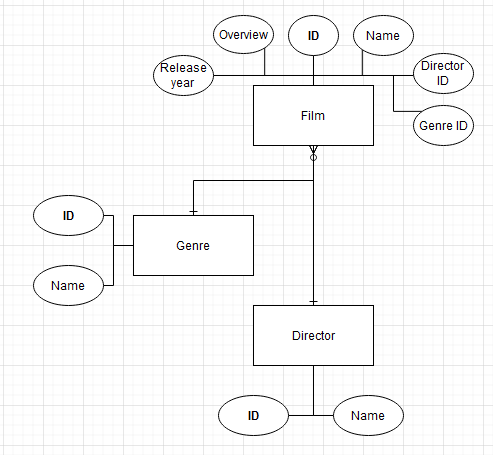 Overview
ID
Name
Release
year
Director
ID
Film
Genre ID
ID
Genre
Name
Director
ID
Name